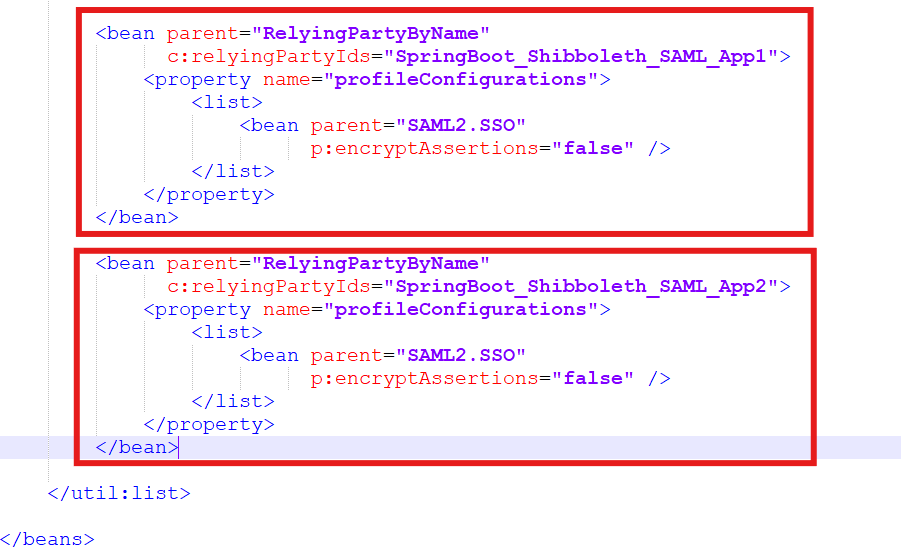 <bean parent="RelyingPartyByName"
c:relyingPartyIds="SpringBoot_Shibboleth_SAML_App1">
<property name="profileConfigurations">
<list>
<bean parent="SAML2.SSO"
p:encryptAssertions="false" />
</list>
</property>
</bean>
<bean parent="RelyingPartyByName"
c:relyingPartyIds="SpringBoot_Shibboleth_SAML_App2">
<property name="profileConfigurations">
<list>
<bean parent="SAML2.SSO"
p:encryptAssertions="false" />
</list>
</property>
</bean>
</util:list>
</beans>